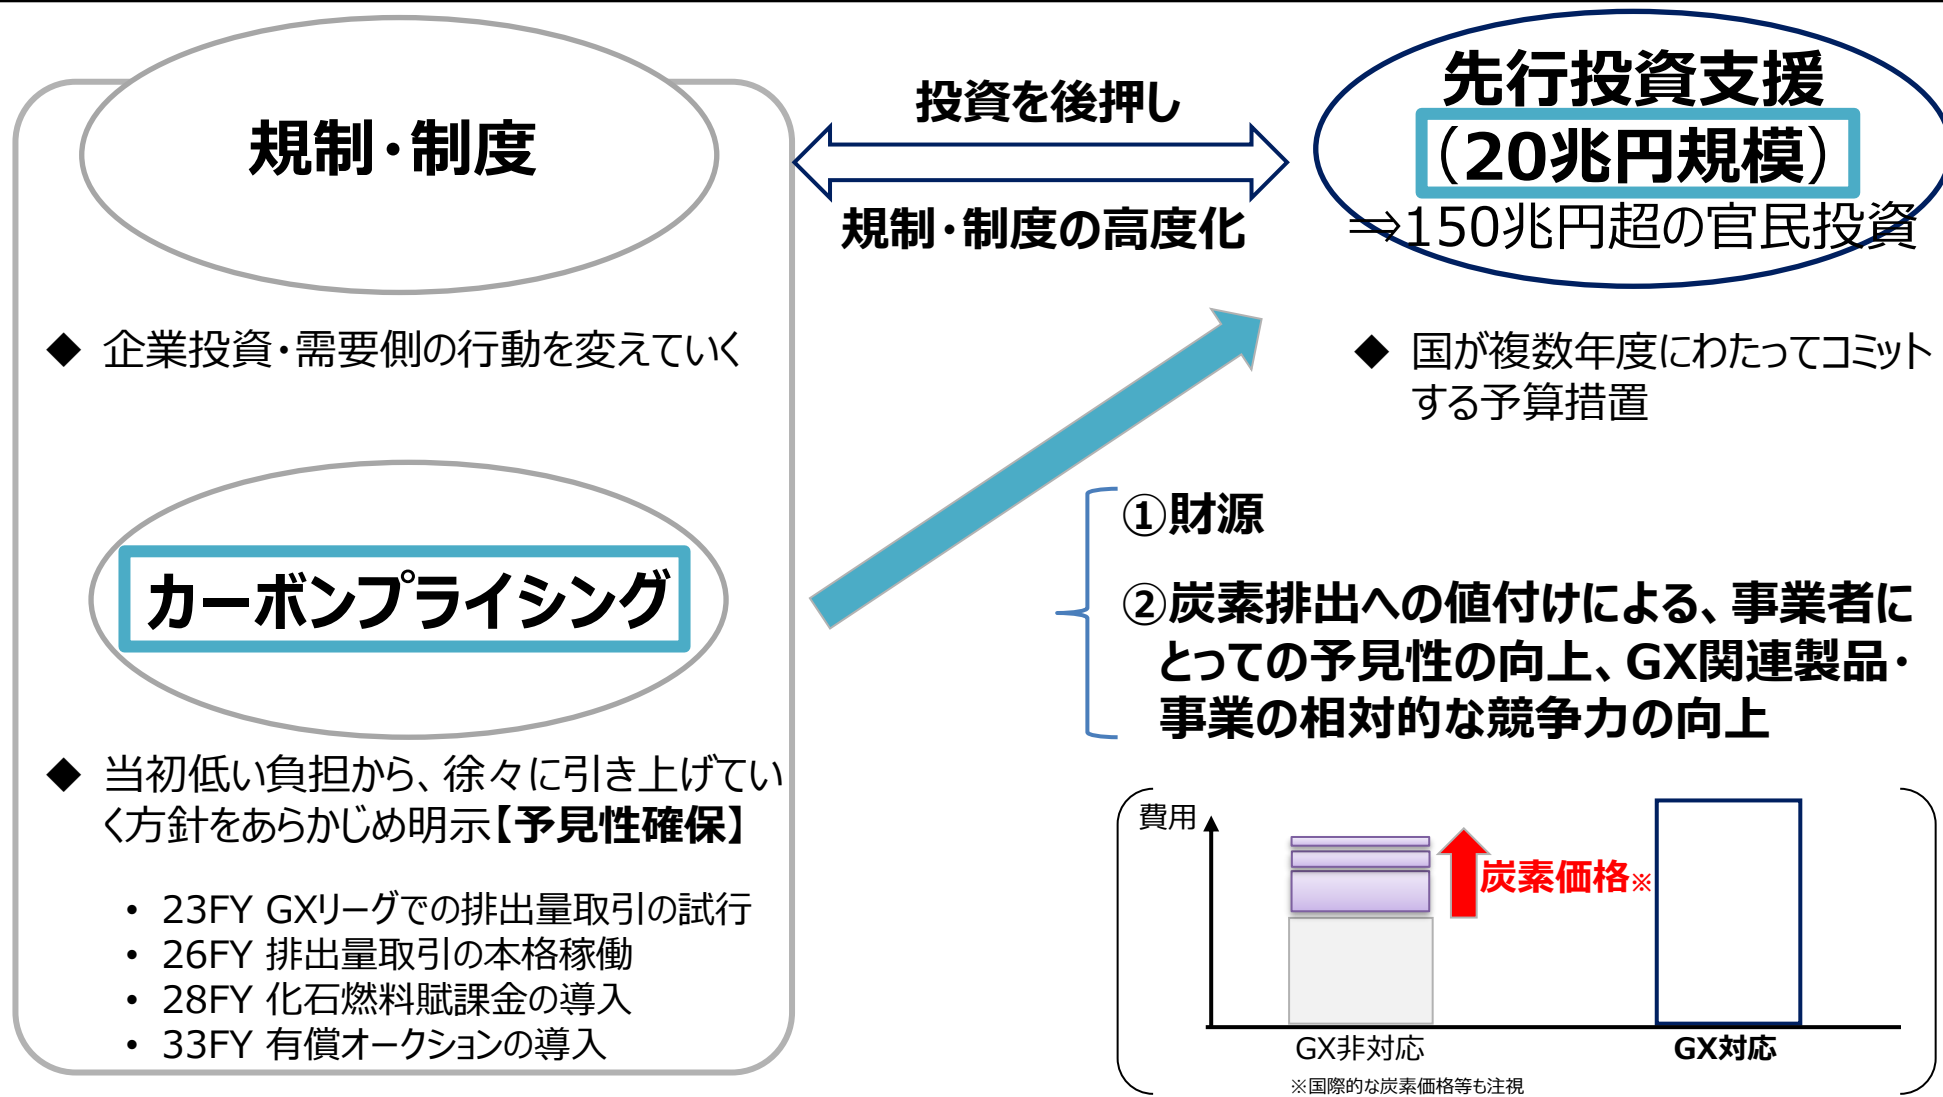 規制・制度
◆ 企業投資・需要側の行動を変えていく
カーボンプライシング
◆ 当初低い負担から、徐々に引き上げてい
く方針をあらかじめ明示【予見性確保】
• 23FY GXリーグでの排出量取引の試行
• 26FY 排出量取引の本格稼働
• 28FY 化石燃料賦課金の導入
• 33FY 有償オークションの導入
投資を後押し
規制・制度の高度化
先行投資支援
（20兆円規模）
⇒150兆円超の官民投資
◆ 国が複数年度にわたってコミット
する予算措置
①財源
②炭素排出への値付けによる、事業者に
とっての予見性の向上、GX関連製品・
事業の相対的な競争力の向上
費用
炭素価格※
GX非対応
GX対応
※国際的な炭素価格等も注視